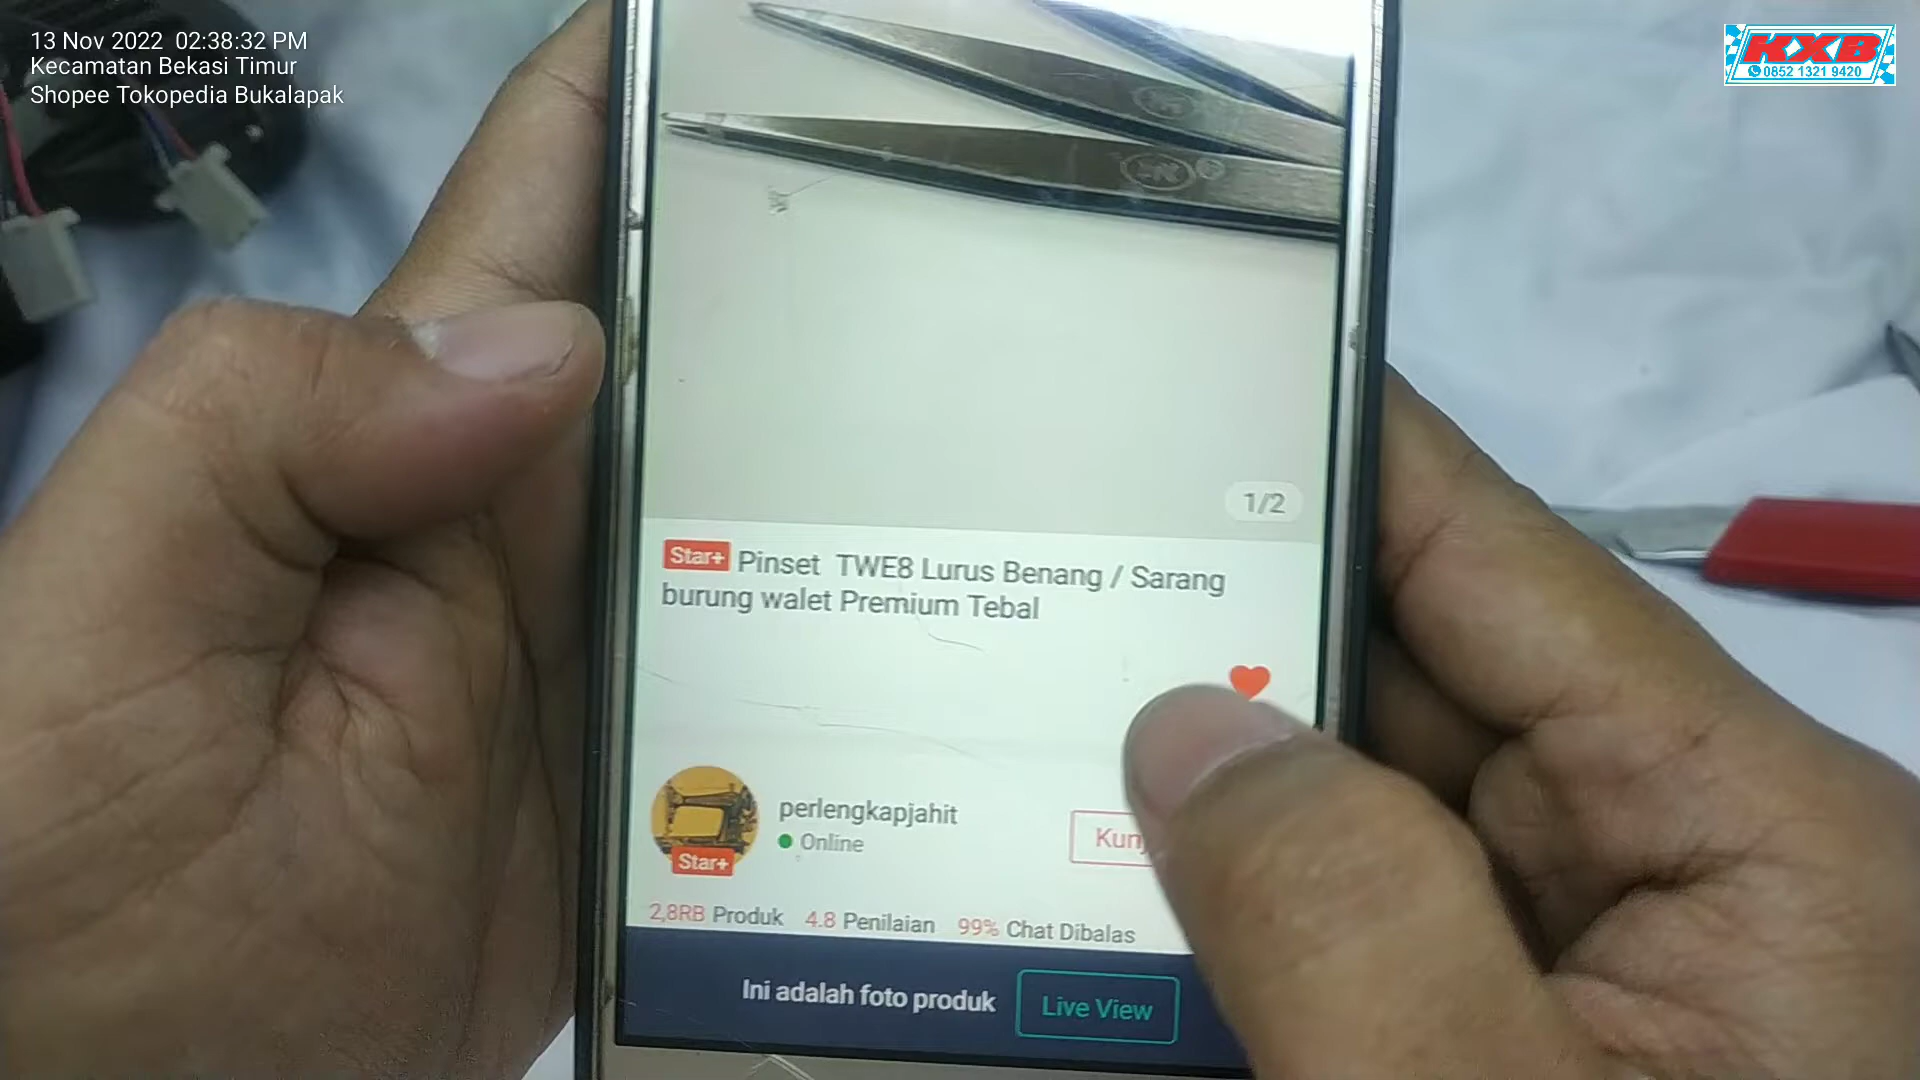 13 Nov 2022 02:38:32 PM
Kecamatan Bekasi Timur
Shopee Tokopedia Bukalapak
KXB
0852 1321 9420
1/2
Star+ Pinset TWE8 Lurus Benang / Sarang
burung walet Premium Tebal
perlengkapjahit
Online
Star+
Kunj
2,8RB Produk 4.8 Penilaian 99% Chat Dibalas
Ini adalah foto produk
Live View